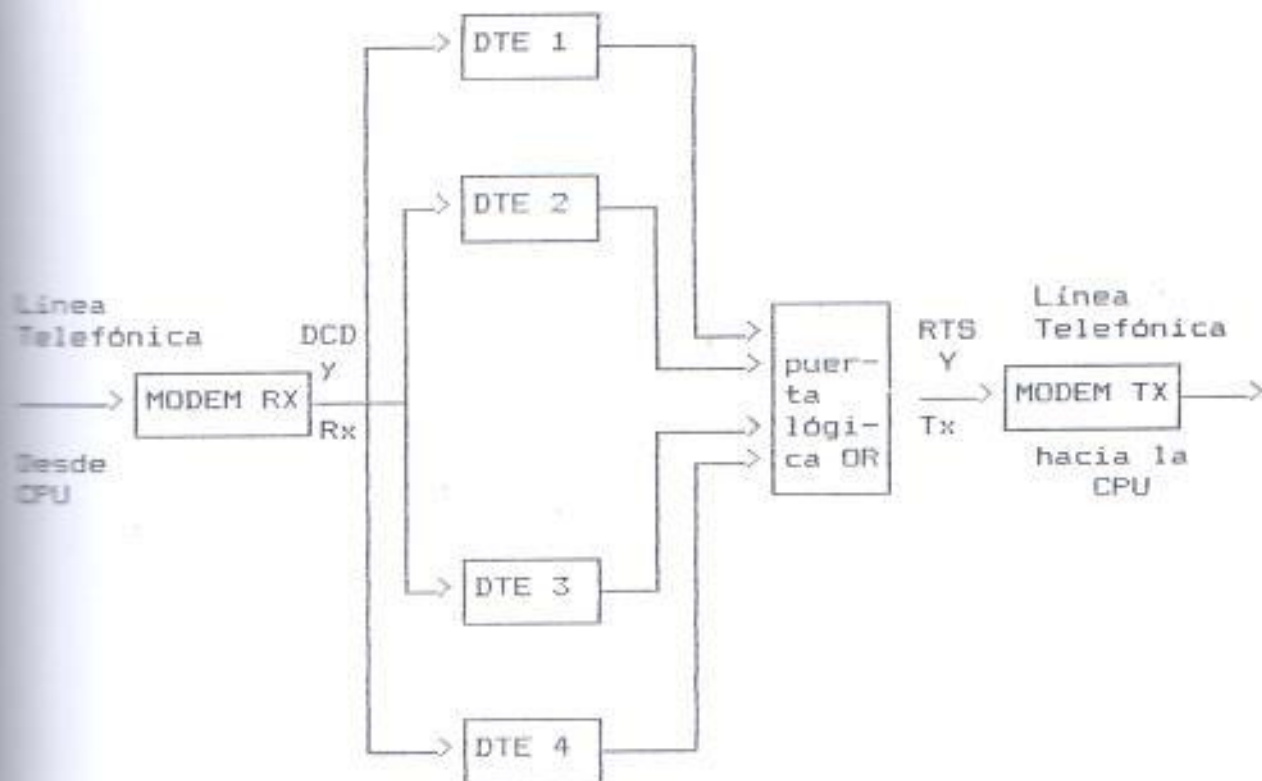 DTE 1
DTE 2
Línea
Telefónica
DCD
y
Rx
MODEM RX
Desde
CPU
puer-
ta
lógi-
ca OR
RTS
Y
Tx
Línea
Telefónica
MODEM TX
hacia la
CPU
DTE 3
DTE 4